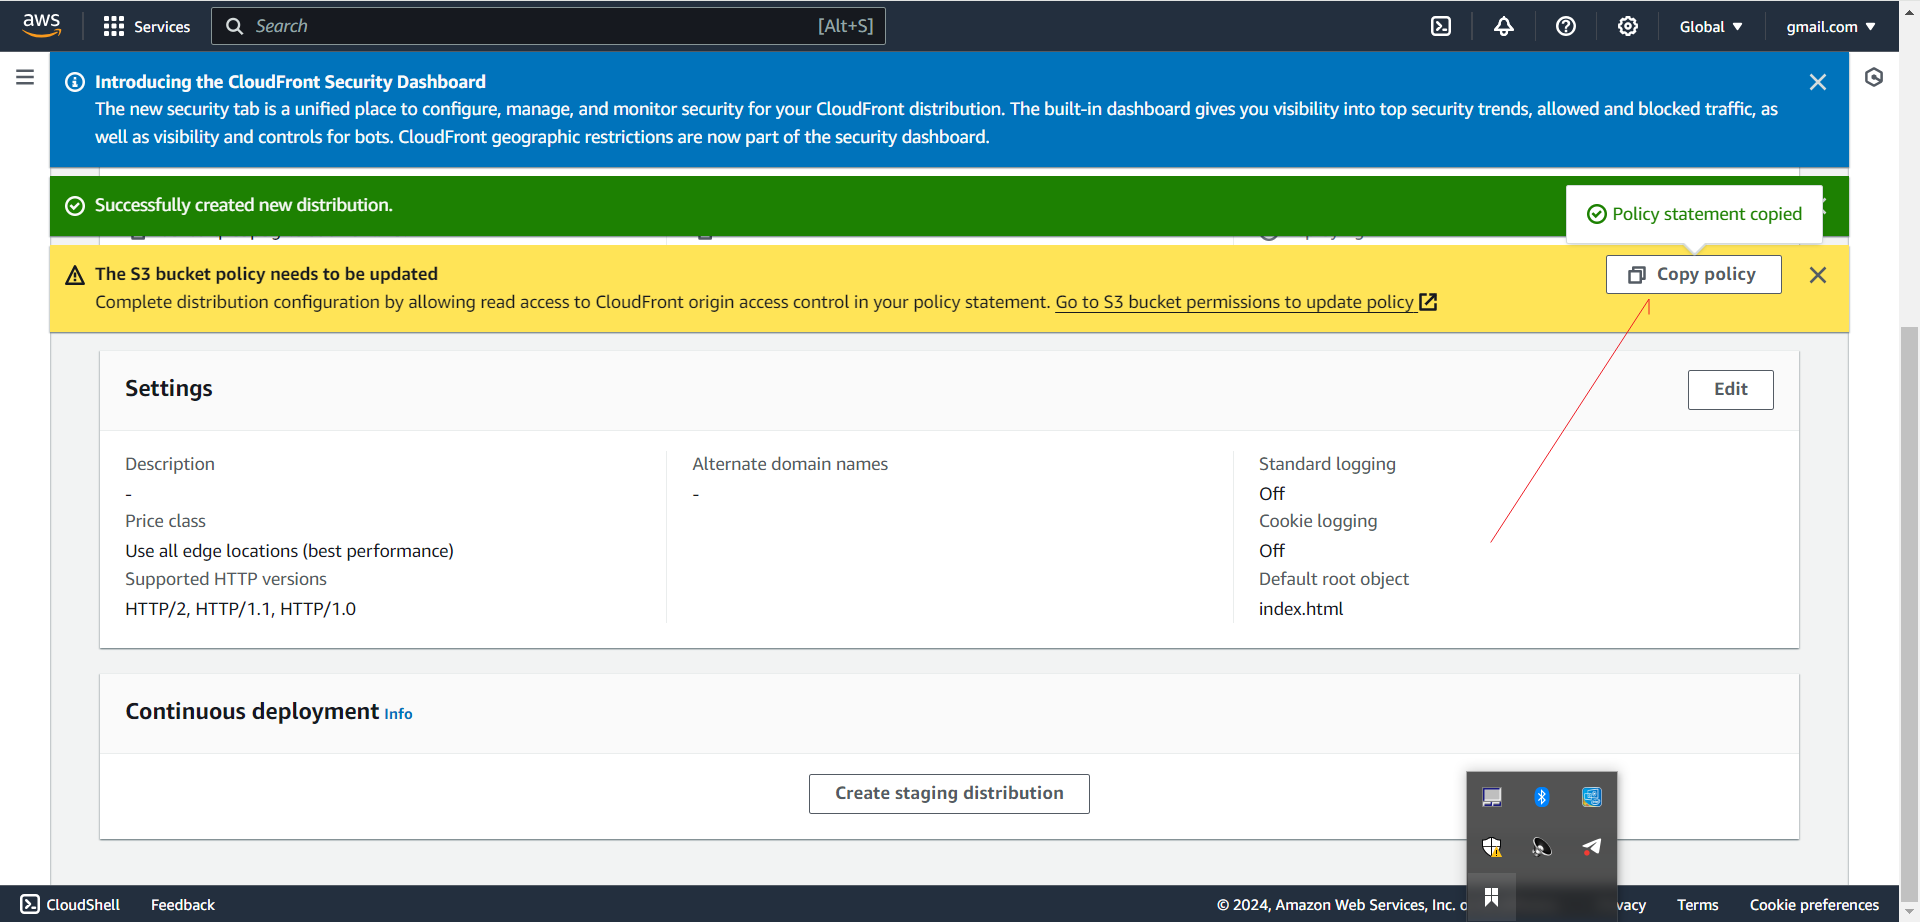 aws
Services
Search
[Alt+S]
Global
gmail.com
Introducing the CloudFront Security Dashboard
The new security tab is a unified place to configure, manage, and monitor security for your CloudFront distribution. The built-in dashboard gives you visibility into top security trends, allowed and blocked traffic, as
well as visibility and controls for bots. CloudFront geographic restrictions are now part of the security dashboard.
Successfully created new distribution.
Policy statement copied
The S3 bucket policy needs to be updated
Copy policy
Complete distribution configuration by allowing read access to CloudFront origin access control in your policy statement. Go to S3 bucket permissions to update policy
Settings
Edit
Description
-
Price class
Use all edge locations (best performance)
Supported HTTP versions
HTTP/2, HTTP/1.1, HTTP/1.0
Alternate domain names
-
Standard logging
Off
Cookie logging
Off
Default root object
index.html
Continuous deployment Info
Create staging distribution
CloudShell
Feedback
© 2024, Amazon Web Services, Inc. o
vacy
Terms
Cookie preferences